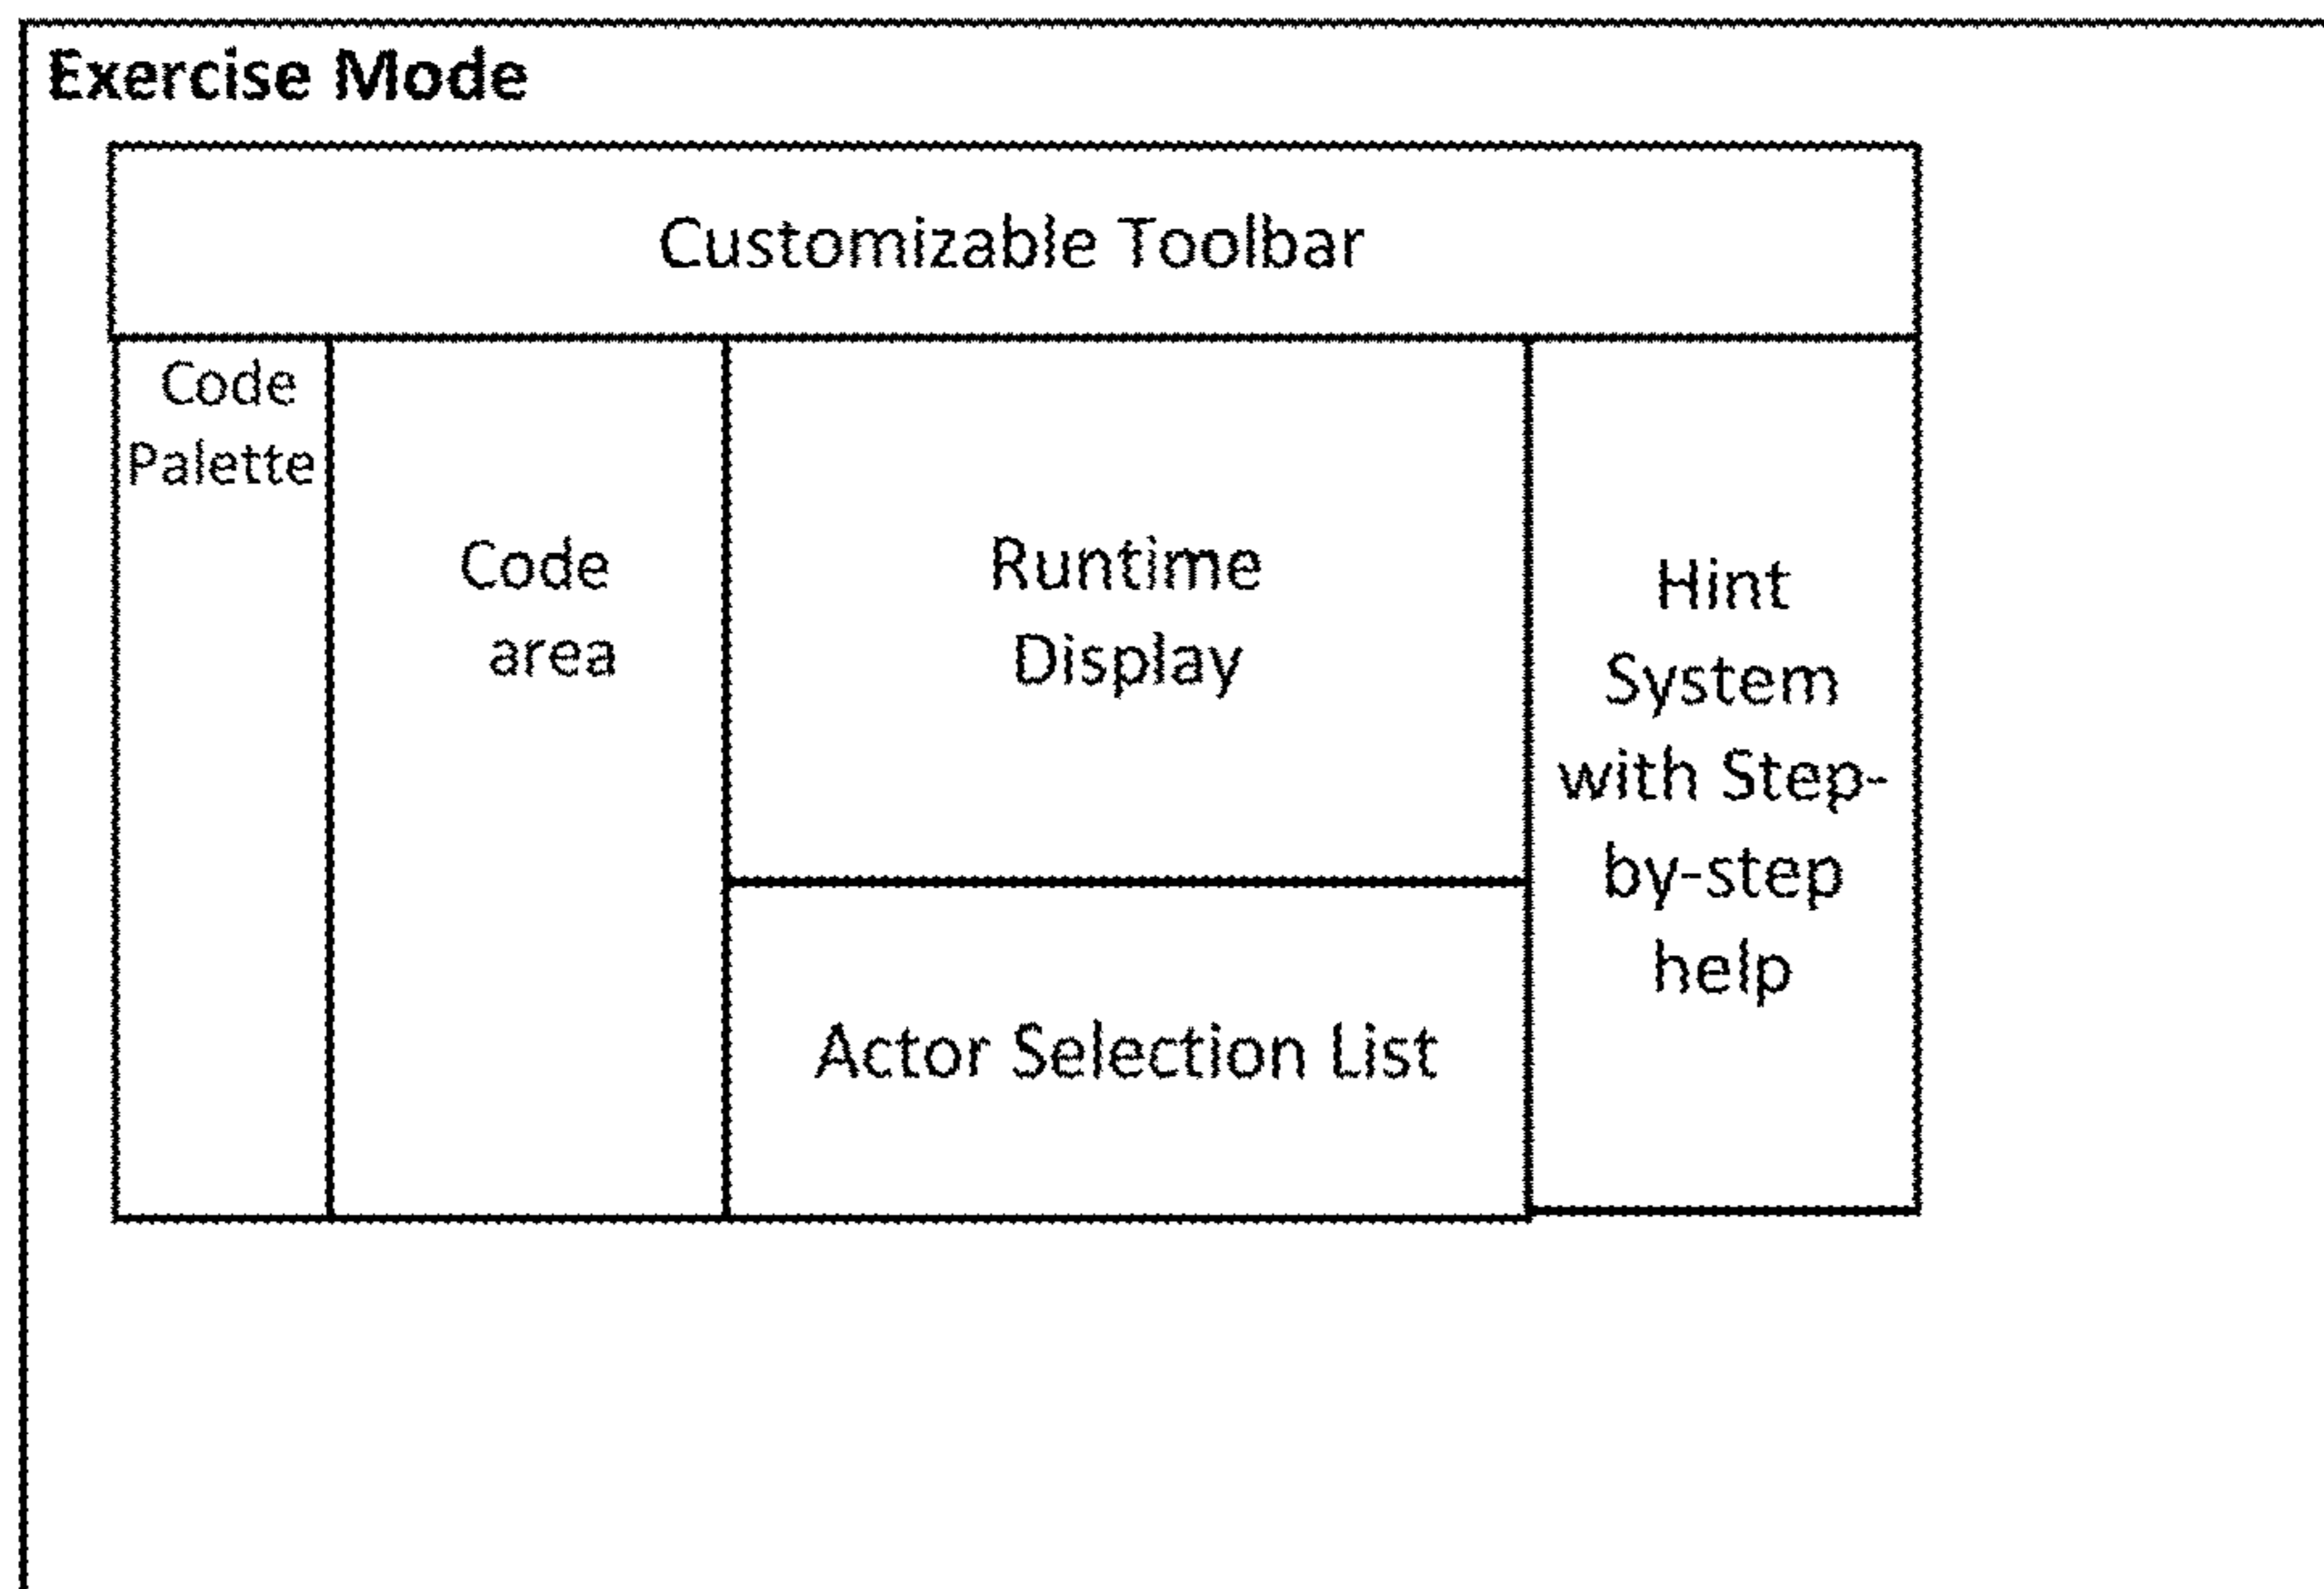 Exercise Mode
Customizable Toolbar
Code
Palette
Code
area
Runtime
Display
Actor Selection List
Hint
System
with Step-
by-step
help